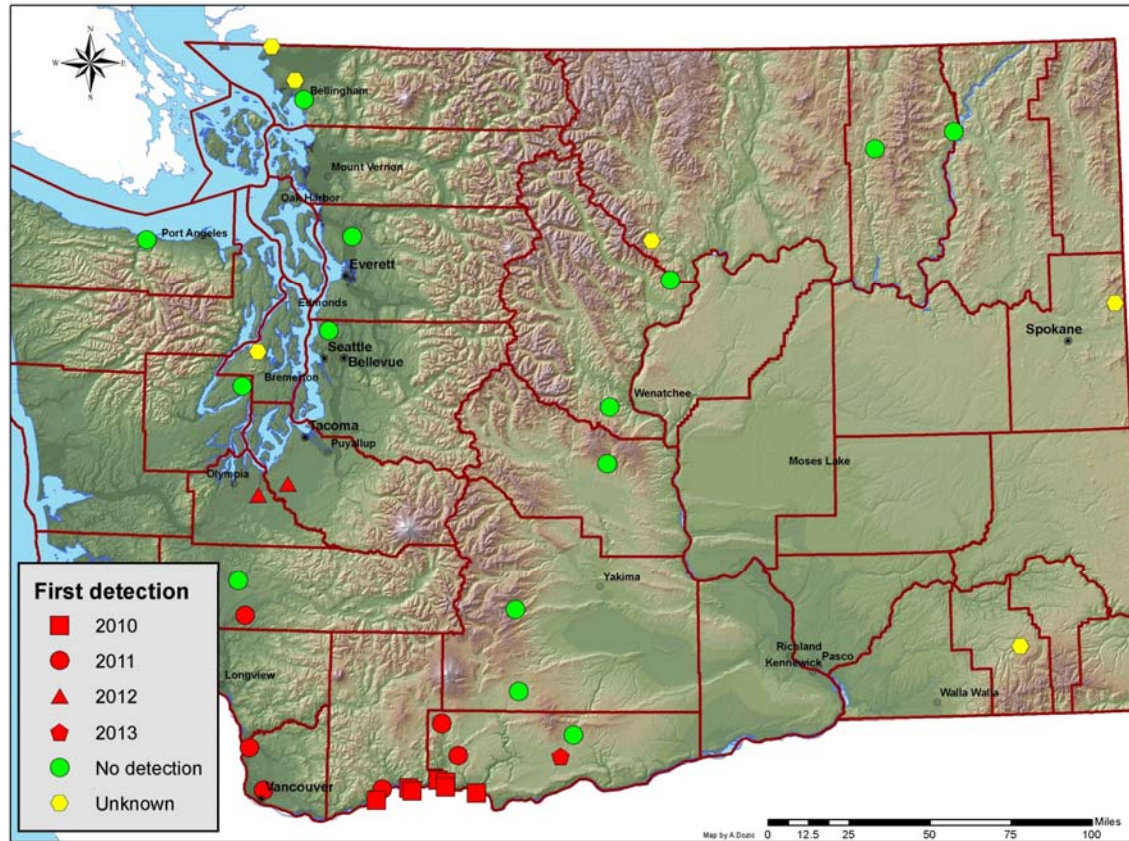 N
W E
S
Bellingham
Mount Vernon
Oak Harbor
Port Angeles
Everett
Edmonds
Spokane
Seattle
Bellevue
Bremerton
Wenatchee
Tacoma
Puyallup
Moses Lake
Olympia
Yakima
Richland
Pasco
Kennewick
Longview
Walla Walla
Vancouver
First detection
2010
2011
2012
2013
No detection
Unknown
Map by A.Dozic
Miles
0 12.5 25 50 75 100